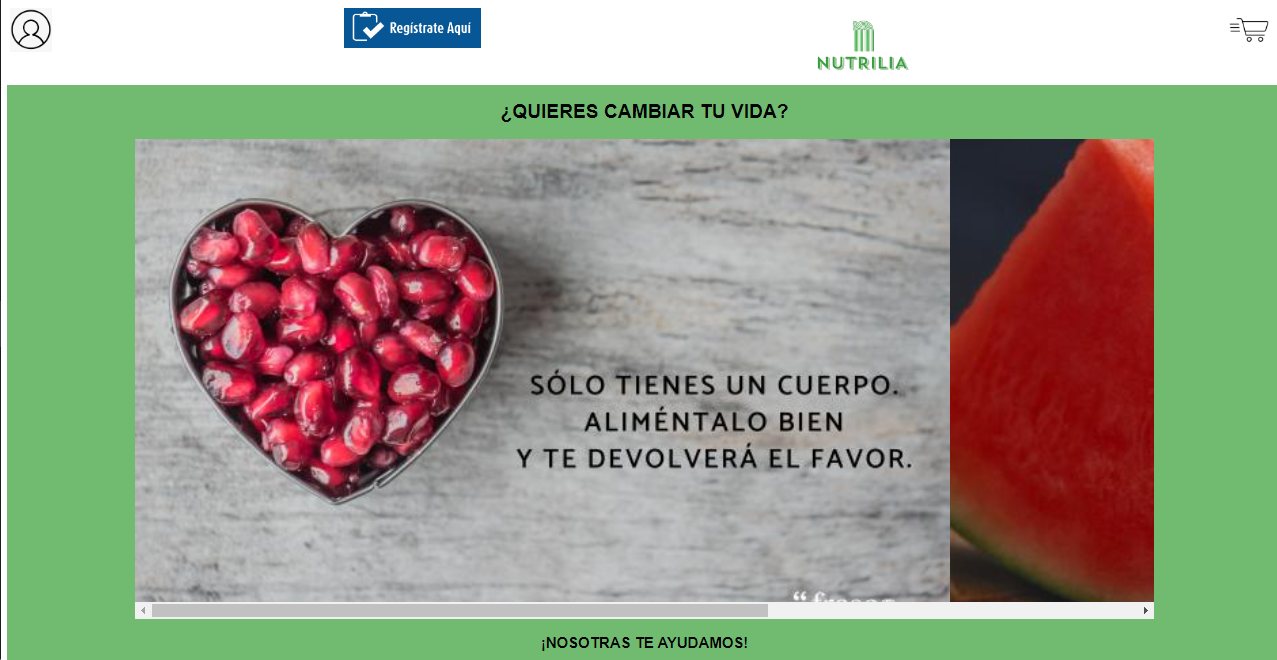 Regístrate Aquí
NUTRILIA
¿QUIERES CAMBIAR TU VIDA?
SÓLO TIENES UN CUERPO.
ALIMÉNTALO BIEN
Y TE DEVOLVERÁ EL FAVOR.
¡NOSOTRAS TE AYUDAMOS!